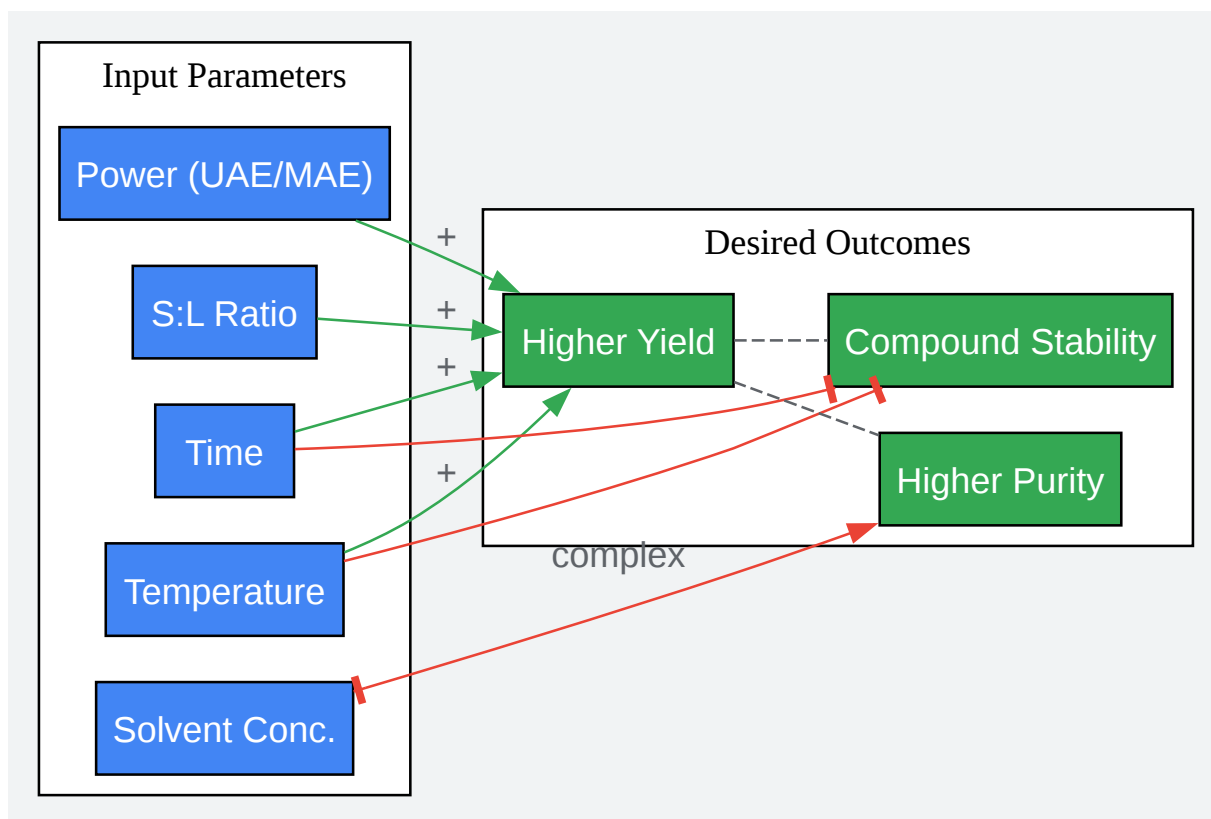 Input Parameters
Power (UAE/MAE)
S:L Ratio
Time
Temperature
Solvent Conc.
+
+
+
+
complex
Desired Outcomes
Higher Yield
Compound Stability
Higher Purity